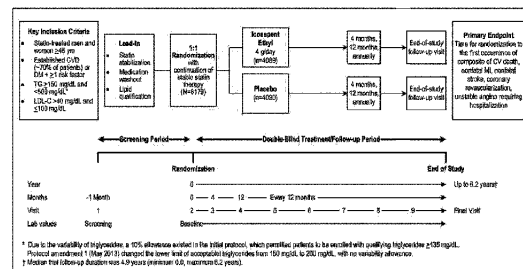 Key Inclusion Criteria
• Statin-treated men and women ≥45 yrs
• Established CVD (~70% of patients) or DM + ≥1 risk factor
• TG ≥150 mg/dL and <500 mg/dL*
• LDL-C >40 mg/dL and ≤100 mg/dL
Lead-in
• Statin stabilization
• Medication washout
• Lipid qualification
1:1
Randomization
with
continuation of
stable statin
therapy
(N=8179)
Icosapent
Ethyl
4 g/day
(n=4089)
Placebo
(n=4090)
4 months,
12 months,
annually
4 months,
12 months,
annually
End-of-study
follow-up visit
End-of-study
follow-up visit
Primary Endpoint
Time from randomization to
the first occurrence of
composite of CV death,
nonfatal MI, nonfatal
stroke, coronary
revascularization,
unstable angina requiring
hospitalization
Screening Period
Double-Blind Treatment/Follow-up Period
Randomization
End of Study
Year 0 Up to 6.2 years†
Months -1 Month 0 4 12 Every 12 months
Visit 1 2 3 4 5 6 7 8 9 Final Visit
Lab values Screening Baseline
* Due to the variability of triglycerides, a 10% allowance existed in the initial protocol, which permitted patients to be enrolled with qualifying triglycerides ≥135 mg/dL.
Protocol amendment 1 (May 2013) changed the lower limit of acceptable triglycerides from 150 mg/dL to 200 mg/dL, with no variability allowance.
† Median trial follow-up duration was 4.9 years (minimum 0.0, maximum 6.2 years).